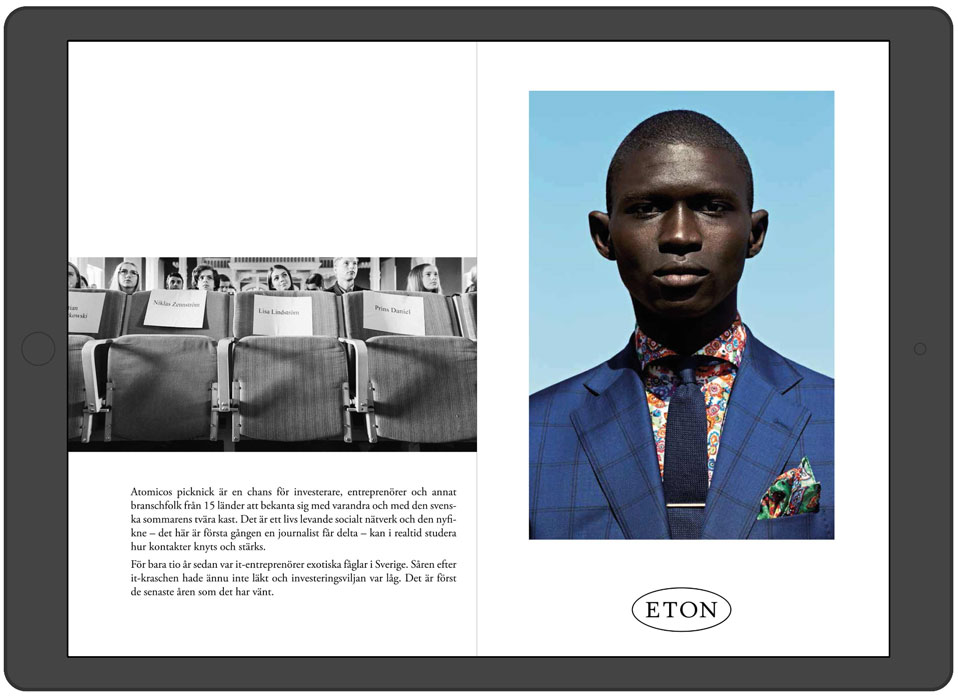 tian
kowski
Niklas Zennström
Lisa Lindström
Prins Daniel
Atomicos picknick är en chans för investerare, entreprenörer och annat
branschfolk från 15 länder att bekanta sig med varandra och med den svens-
ka sommarens tvära kast. Det är ett livs levande socialt nätverk och den nyfi-
kne – det här är första gången en journalist får delta – kan i realtid studera
hur kontakter knyts och stärks.
För bara tio år sedan var it-entreprenörer exotiska fåglar i Sverige. Såren efter
it-kraschen hade ännu inte läkt och investeringsviljan var låg. Det är först
de senaste åren som det har vänt.
ETON